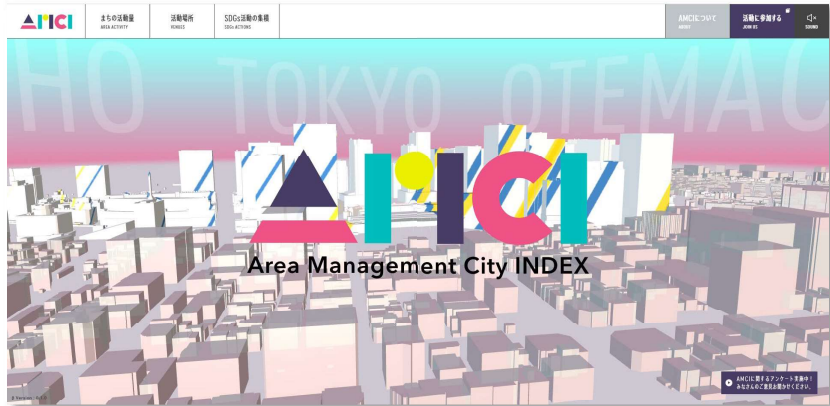 AMCI
まちの活動量
AREA ACTIVITY
活動場所
VENUES
SDGs活動の集積
SDGs ACTIONS
AMCIについて
ABOUT
活動に参加する
JOIN US
SOUND
HO TOKYO OTEMAC
AMCI
Area Management City INDEX
AMCIに関するアンケート実施中！
みなさんのご意見お聞かせください。